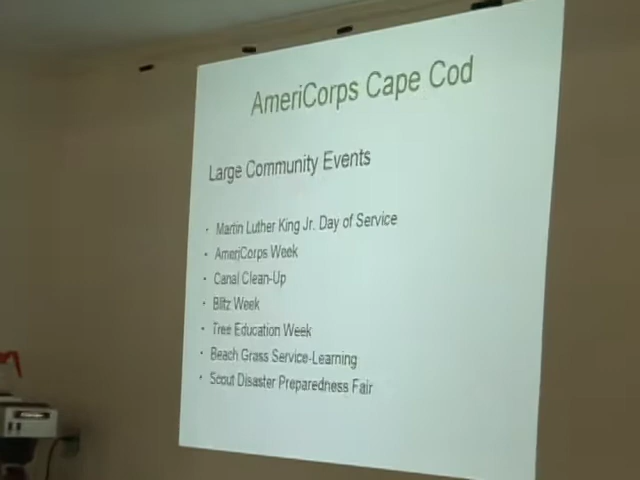 AmeriCorps Cape Cod
Large Community Events
• Martin Luther King Jr. Day of Service
• AmeriCorps Week
• Canal Clean-Up
• Blitz Week
• Tree Education Week
• Beach Grass Service-Learning
• Scout Disaster Preparedness Fair